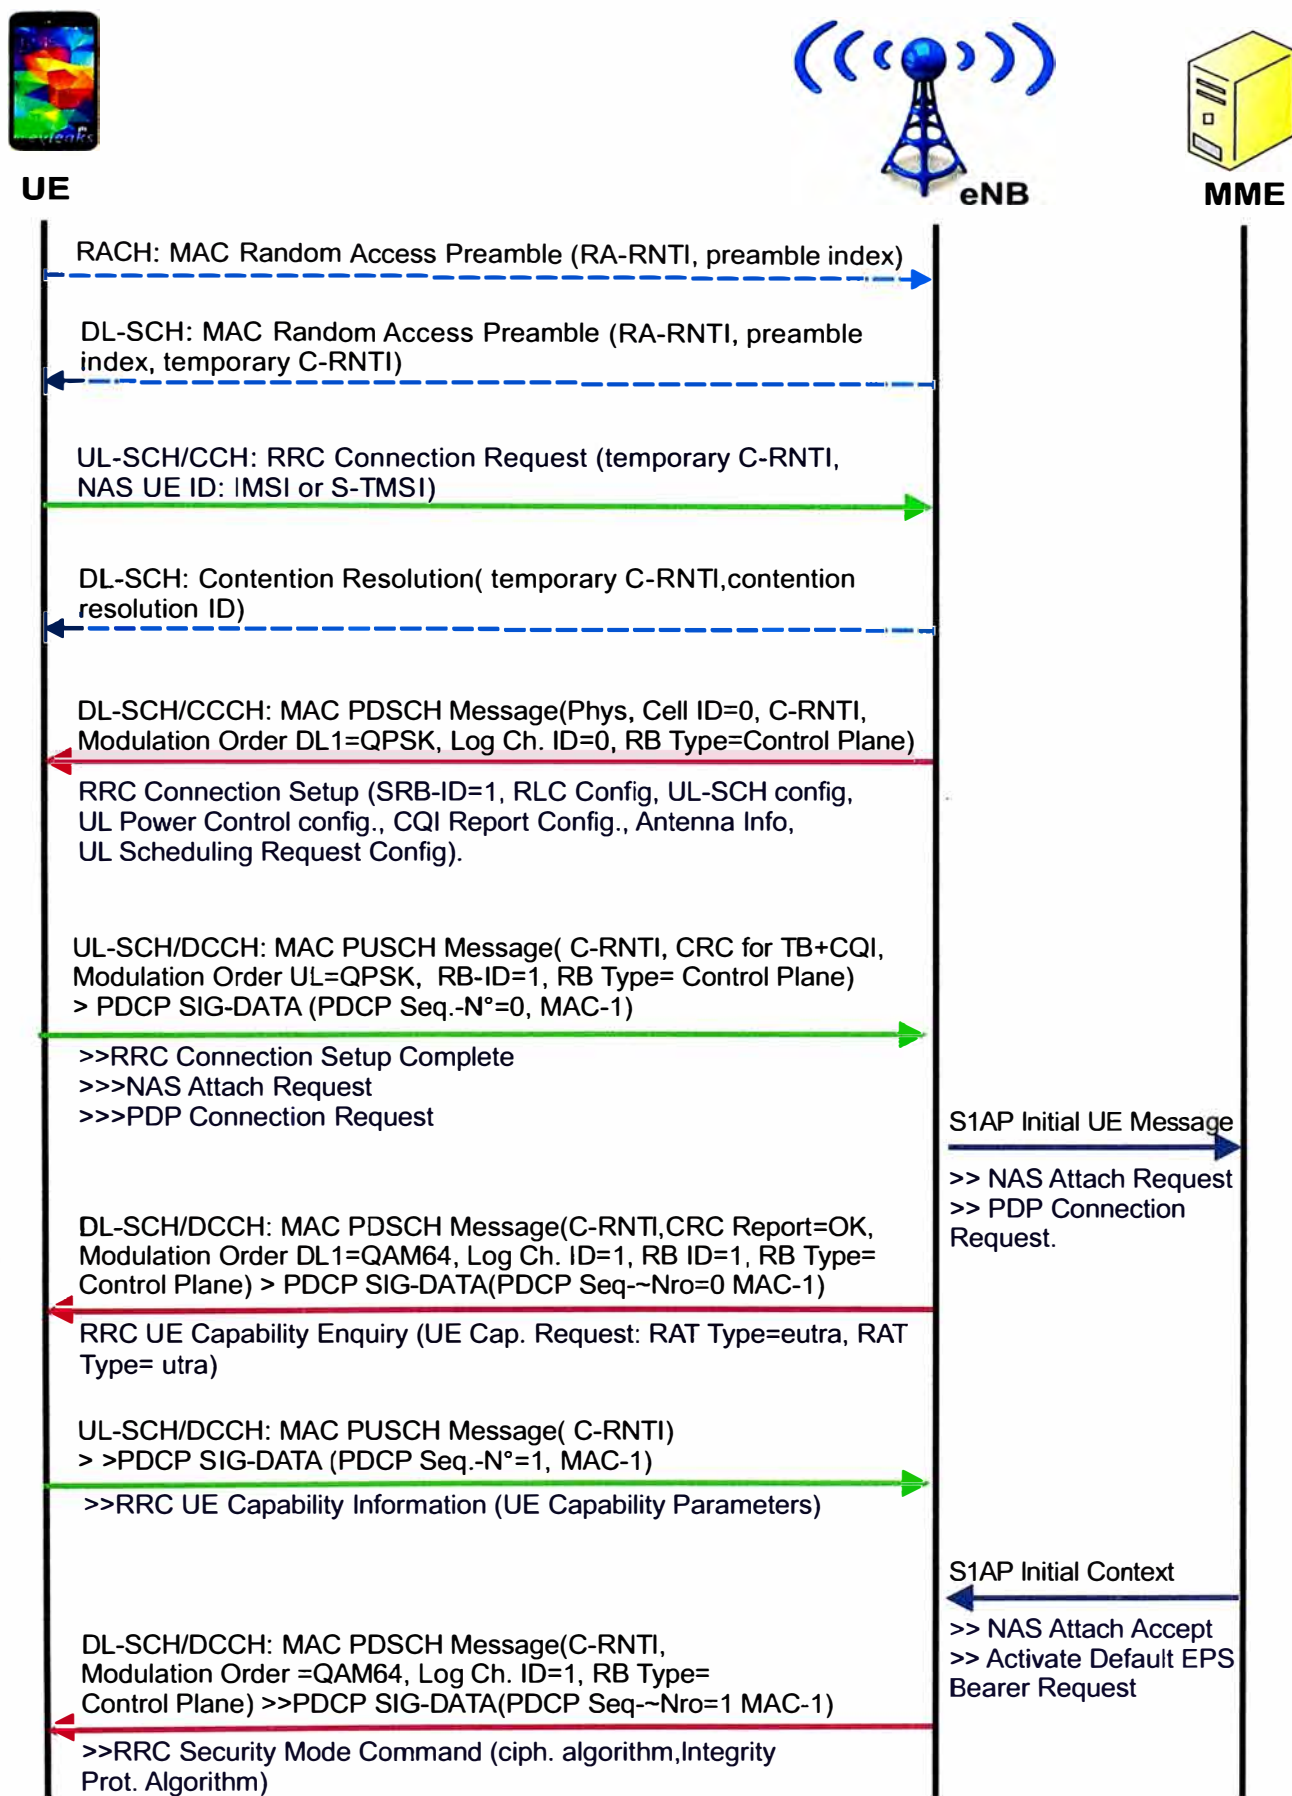 UE
eNB
MME
RACH: MAC Random Access Preamble (RA-RNTI, preamble index)
DL-SCH: MAC Random Access Preamble (RA-RNTI, preamble
index, temporary C-RNTI)
UL-SCH/CCH: RRC Connection Request (temporary C-RNTI,
NAS UE ID: IMSI or S-TMSI)
DL-SCH: Contention Resolution( temporary C-RNTI,contention
resolution ID)
DL-SCH/CCCH: MAC PDSCH Message(Phys, Cell ID=0, C-RNTI,
Modulation Order DL1=QPSK, Log Ch. ID=0, RB Type=Control Plane)
RRC Connection Setup (SRB-ID=1, RLC Config, UL-SCH config,
UL Power Control config., CQI Report Config., Antenna Info,
UL Scheduling Request Config).
UL-SCH/DCCH: MAC PUSCH Message( C-RNTI, CRC for TB+CQI,
Modulation Order UL=QPSK, RB-ID=1, RB Type= Control Plane)
> PDCP SIG-DATA (PDCP Seq.-N°=0, MAC-1)
>>RRC Connection Setup Complete
>>>NAS Attach Request
>>>PDP Connection Request
S1AP Initial UE Message
>> NAS Attach Request
>> PDP Connection
Request.
DL-SCH/DCCH: MAC PDSCH Message(C-RNTI,CRC Report=OK,
Modulation Order DL1=QAM64, Log Ch. ID=1, RB ID=1, RB Type=
Control Plane) > PDCP SIG-DATA(PDCP Seq-~Nro=0 MAC-1)
RRC UE Capability Enquiry (UE Cap. Request: RAT Type=eutra, RAT
Type= utra)
UL-SCH/DCCH: MAC PUSCH Message( C-RNTI)
> >PDCP SIG-DATA (PDCP Seq.-N°=1, MAC-1)
>>RRC UE Capability Information (UE Capability Parameters)
S1AP Initial Context
>> NAS Attach Accept
>> Activate Default EPS
Bearer Request
DL-SCH/DCCH: MAC PDSCH Message(C-RNTI,
Modulation Order =QAM64, Log Ch. ID=1, RB Type=
Control Plane) >>PDCP SIG-DATA(PDCP Seq-~Nro=1 MAC-1)
>>RRC Security Mode Command (ciph. algorithm,Integrity
Prot. Algorithm)